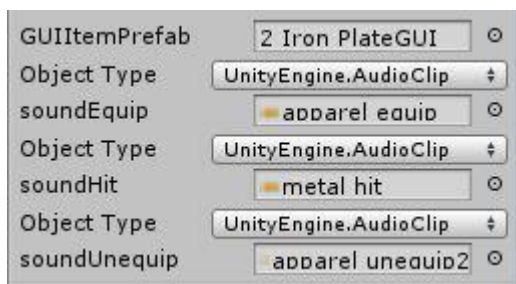 GUIItemPrefab 2 Iron PlateGUI
Object Type UnityEngine.AudioClip
soundEquip apparel equip
Object Type UnityEngine.AudioClip
soundHit metal hit
Object Type UnityEngine.AudioClip
soundUnequip apparel unequip2